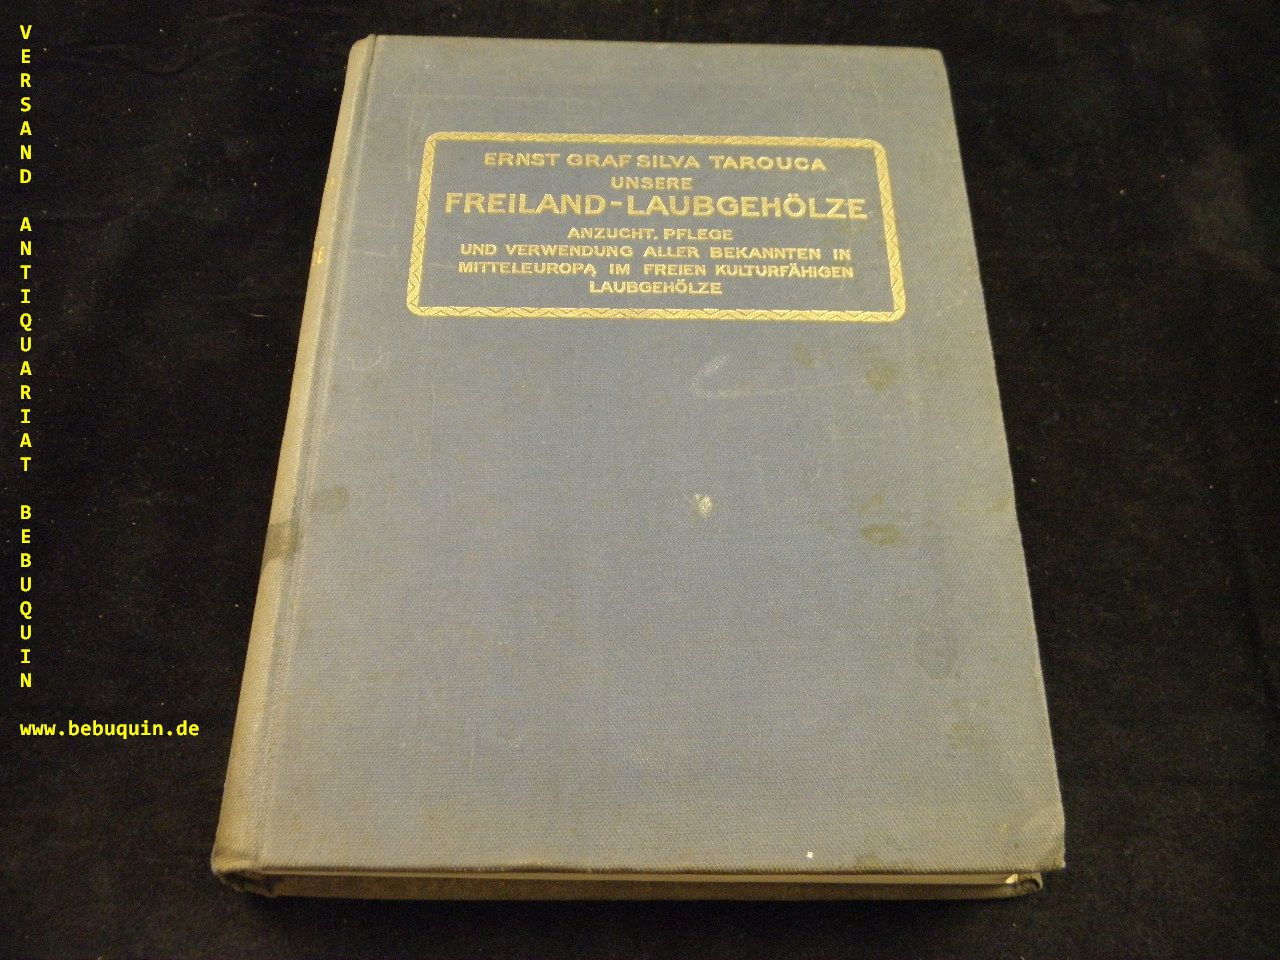 VERSAND ANTIQUARIAT BEBUQUIN
www.bebuquin.de
ERNST GRAF SILVA TAROUCA
UNSERE
FREILAND-LAUBGEHÖLZE
ANZUCHT, PFLEGE
UND VERWENDUNG ALLER BEKANNTEN IN
MITTELEUROPA IM FREIEN KULTURFÄHIGEN
LAUBGEHÖLZE